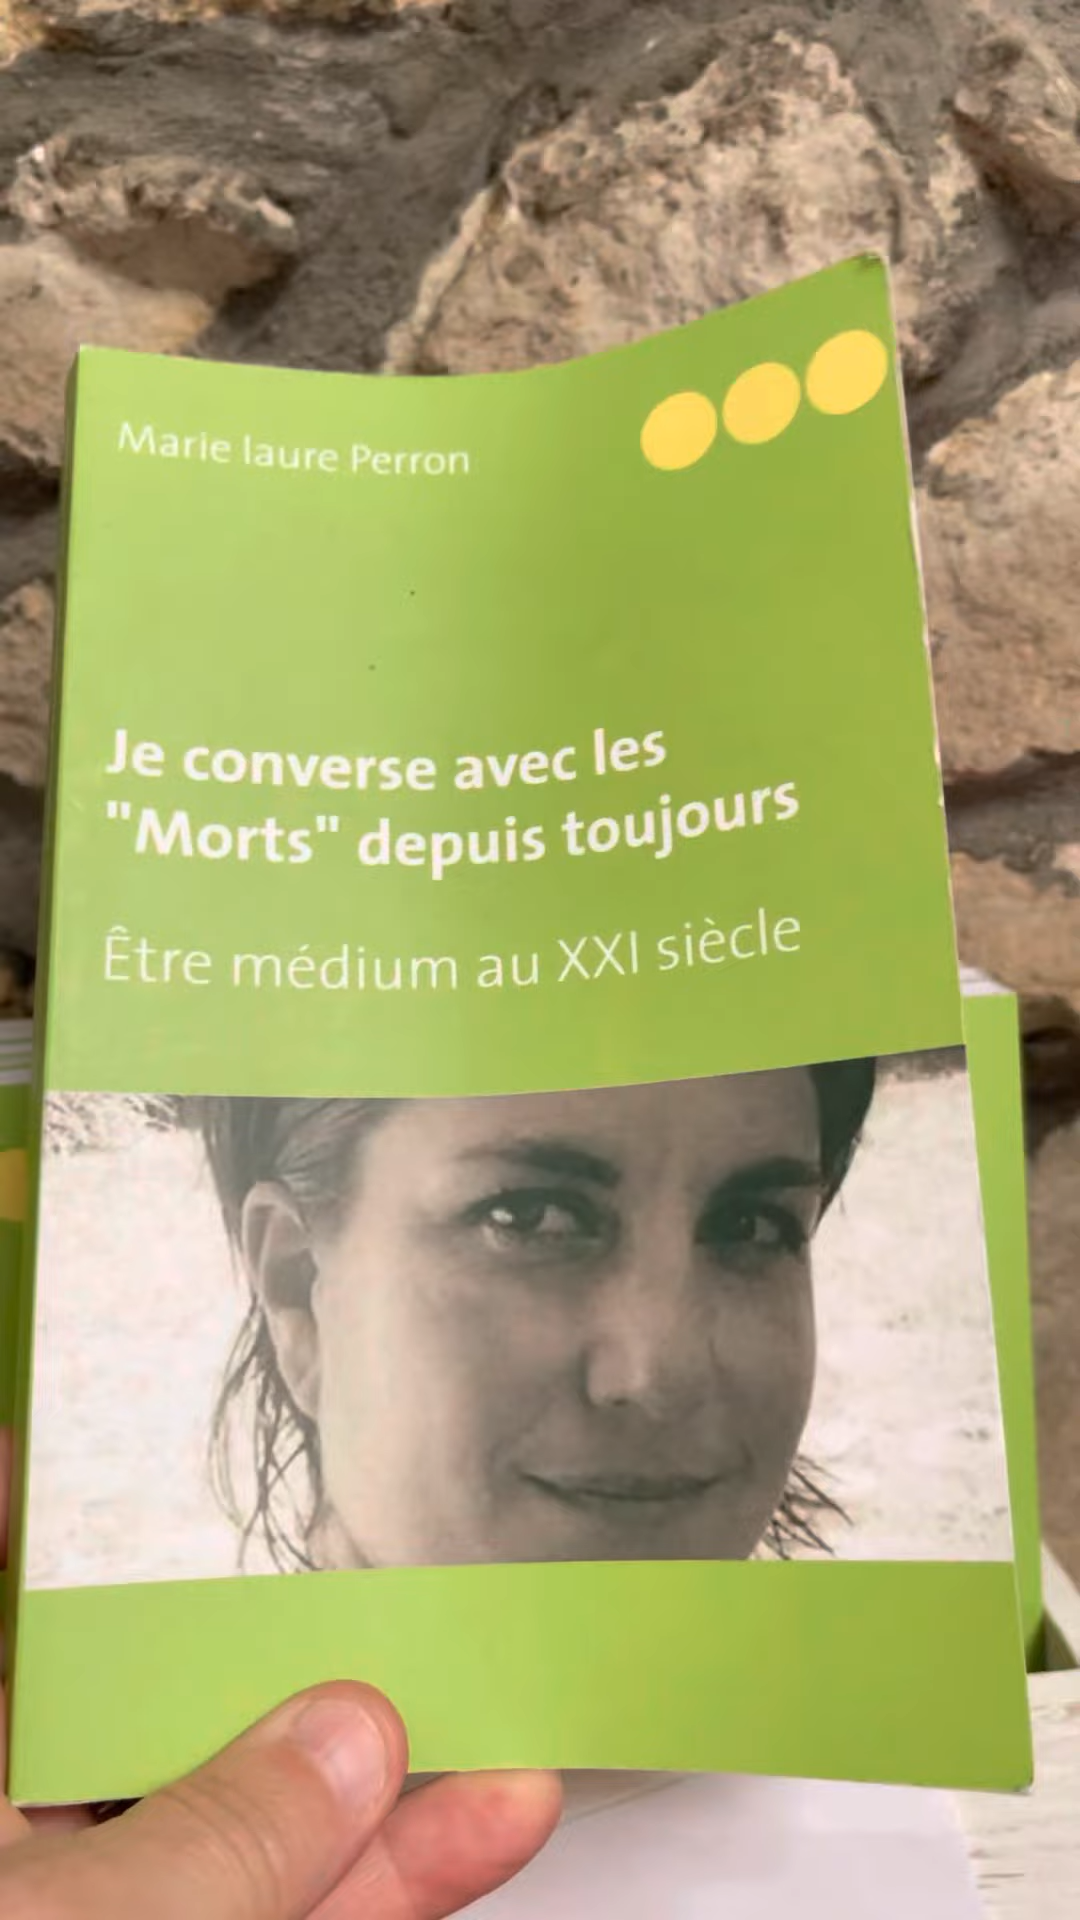 Marie laure Perron
Je converse avec les
"Morts" depuis toujours
Être médium au XXI siècle